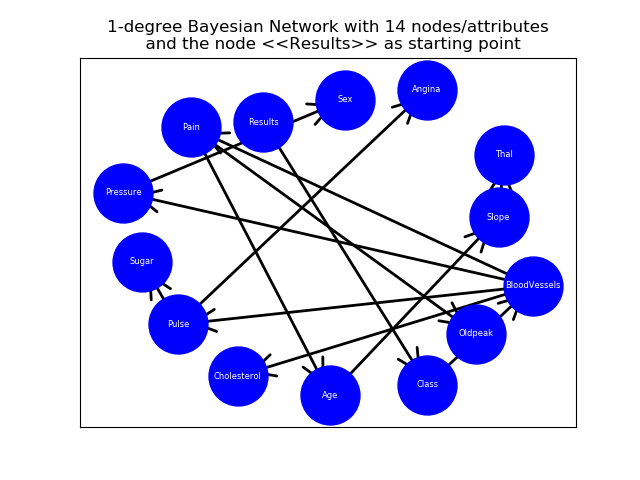 1-degree Bayesian Network with 14 nodes/attributes
and the node <<Results>> as starting point
Angina
Sex
Results
Pain
Thal
Pressure
Slope
Sugar
BloodVessels
Pulse
Oldpeak
Cholesterol
Class
Age